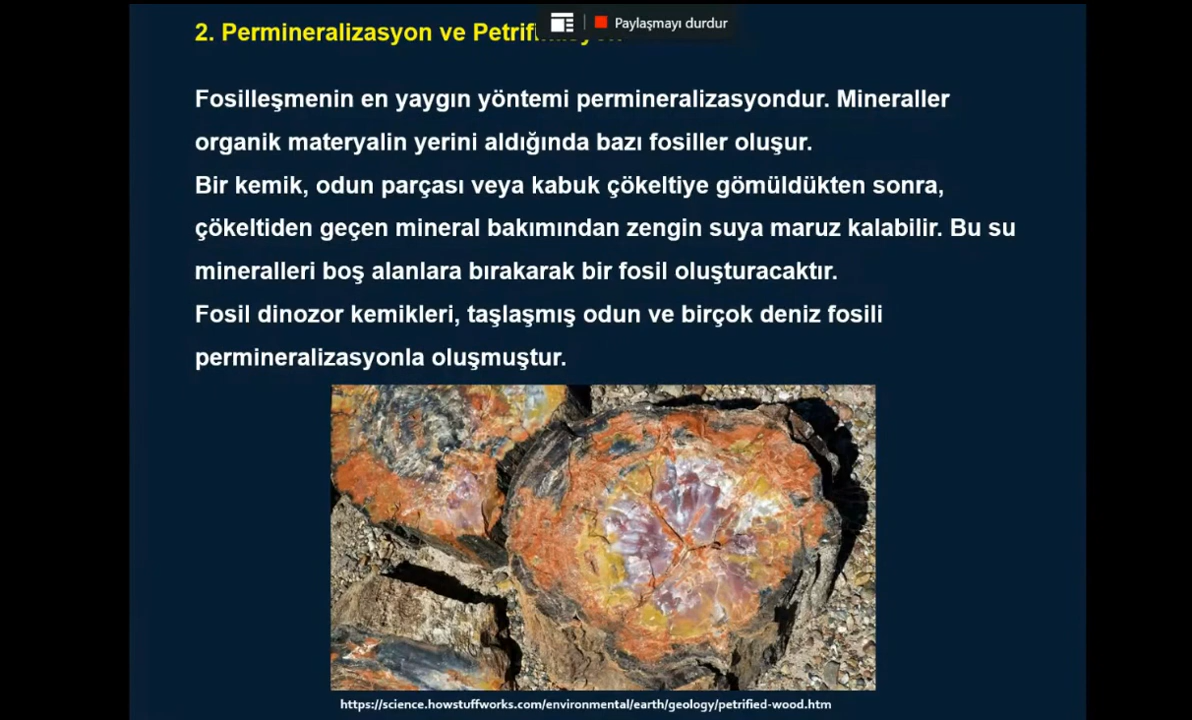 Paylaşmayı durdur
2. Permineralizasyon ve
Fosilleşmenin en yaygın yöntemi permineralizasyondur. Mineraller
organik materyalin yerini aldığında bazı fosiller oluşur.
Bir kemik, odun parçası veya kabuk çökeltiye gömüldükten sonra,
çökeltiden geçen mineral bakımından zengin suya maruz kalabilir. Bu su
mineralleri boş alanlara bırakarak bir fosil oluşturacaktır.
Fosil dinozor kemikleri, taşlaşmış odun ve birçok deniz fosili
permineralizasyonla oluşmuştur.
https://science.howstuffworks.com/environmental/earth/geology/petrified-wood.htm